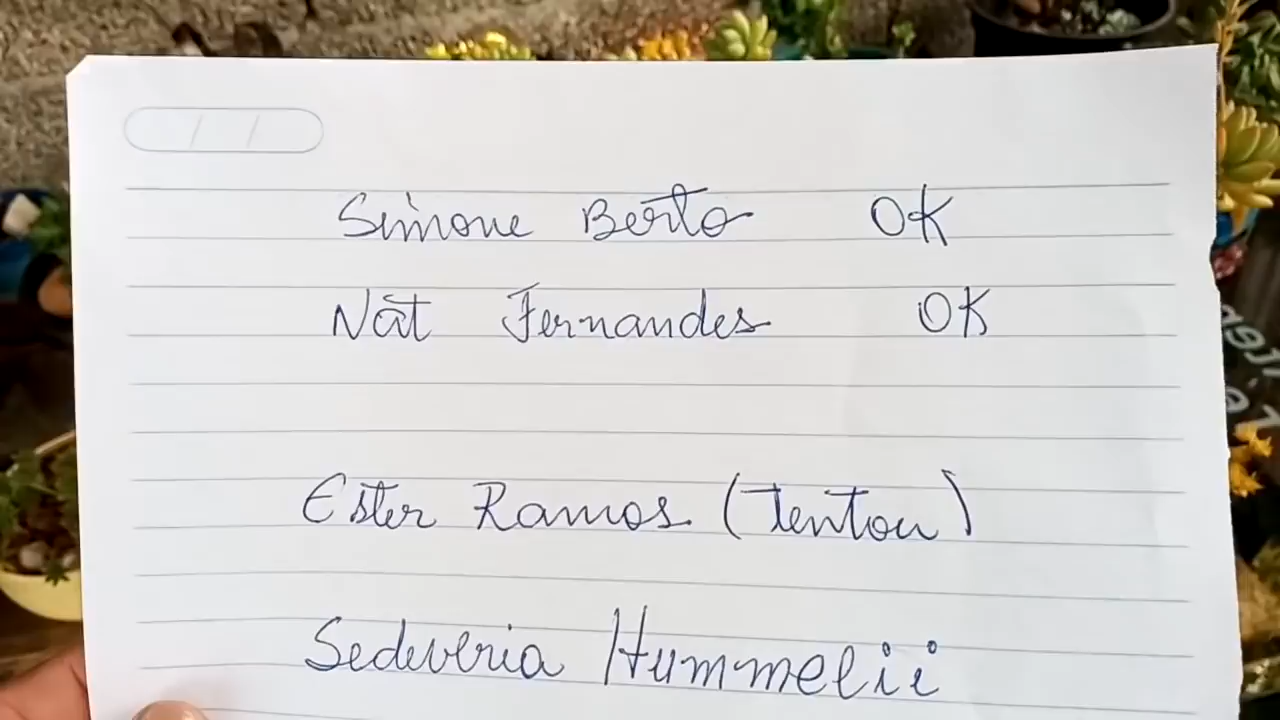 Simone Berto OK
Nat Fernandes OK
Ester Ramos (tentou)
Sedeveria Hummelii